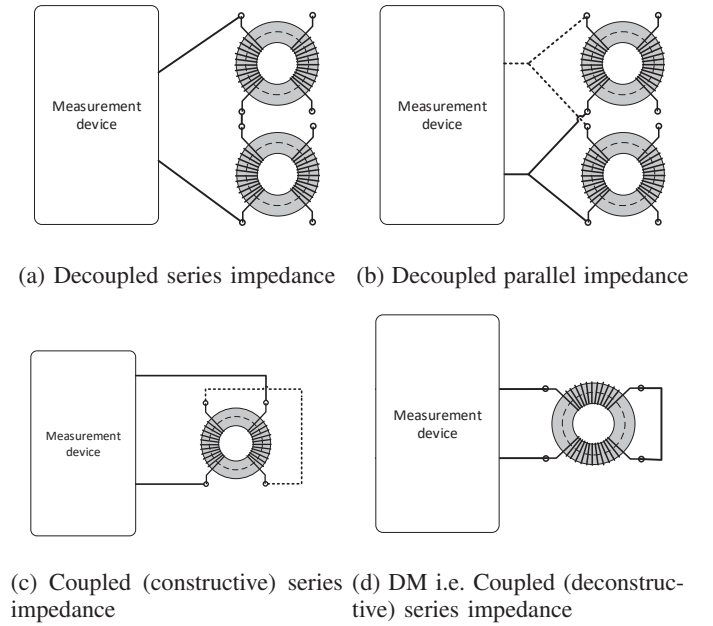 Measurement
device
Measurement
device
(a) Decoupled series impedance
(b) Decoupled parallel impedance
Measurement
device
Measurement
device
(c) Coupled (constructive) series
impedance
(d) DM i.e. Coupled (deconstruc-
tive) series impedance